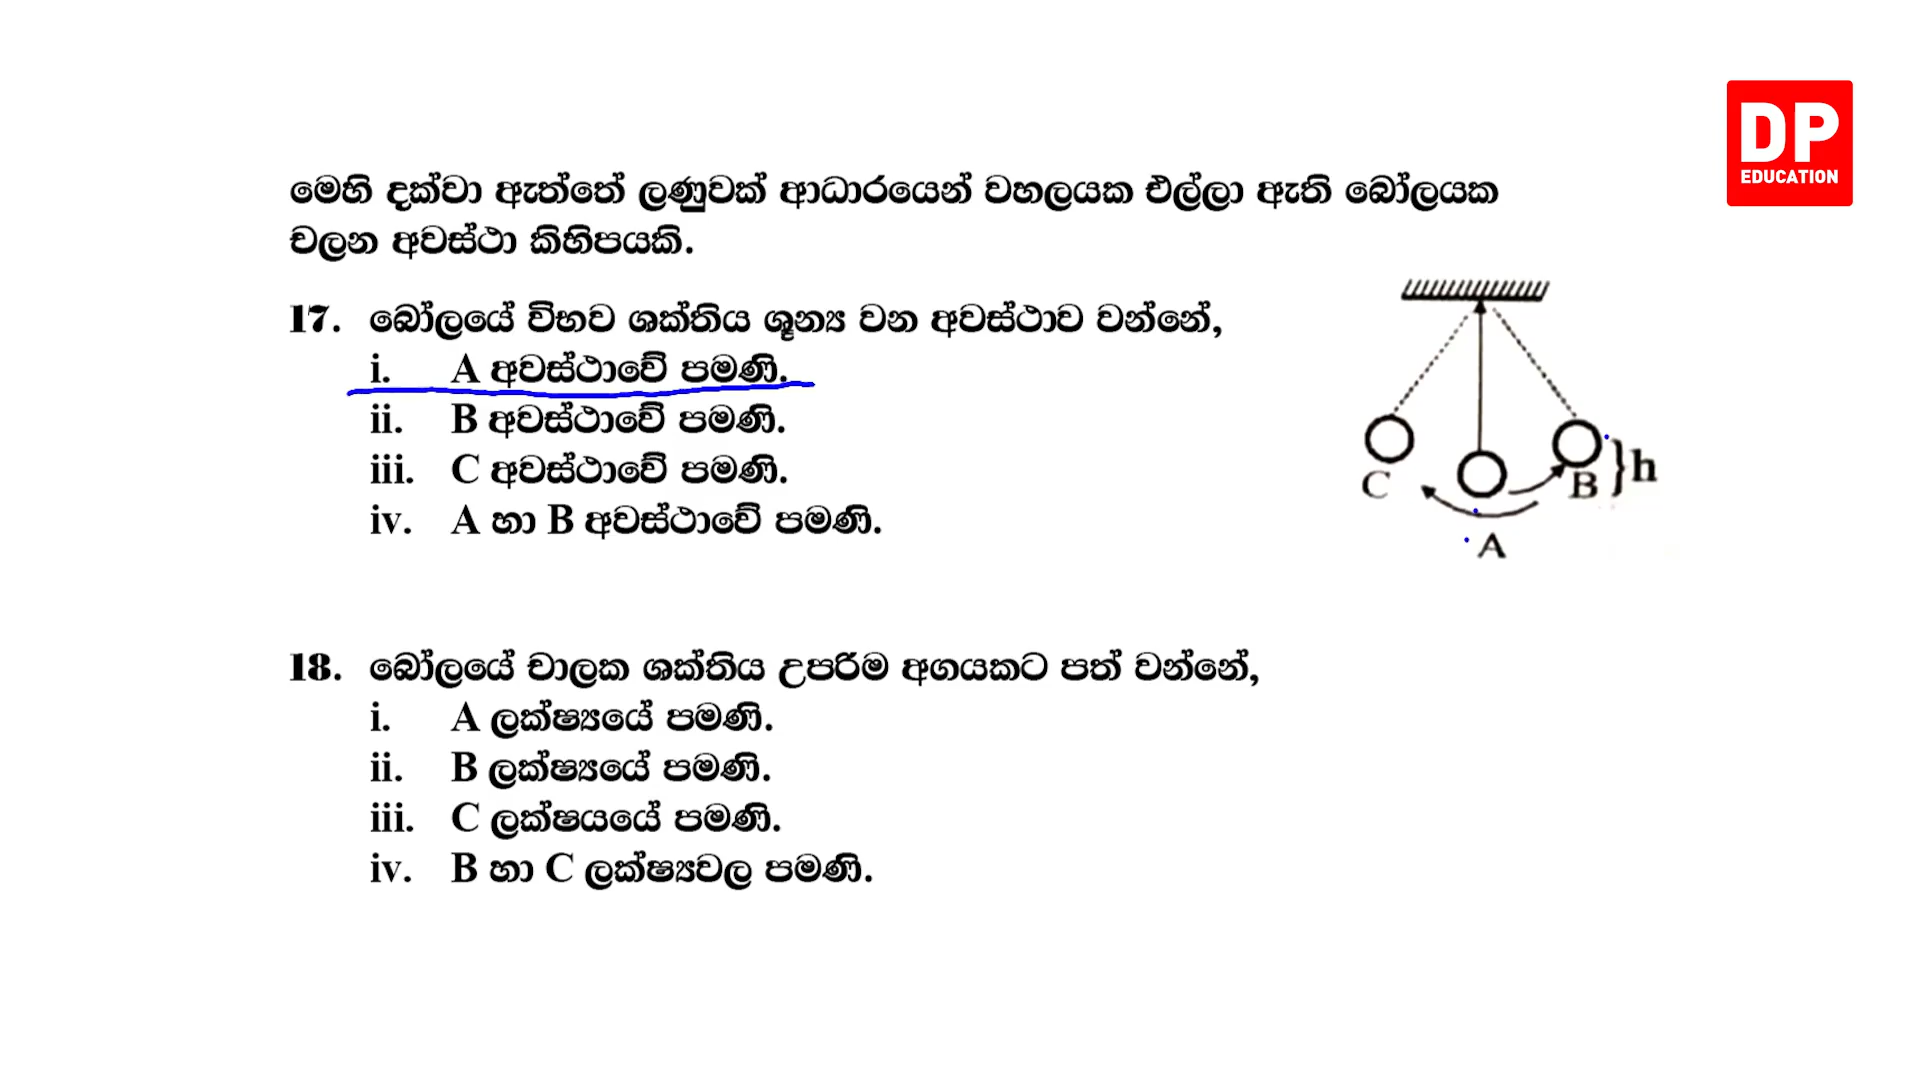 DP
EDUCATION
මෙහි දක්වා ඇත්තේ ලණුවක් ආධාරයෙන් වහලයක එල්ලා ඇති බෝලයක
චලන අවස්ථා කිහිපයකි.
17. බෝලයේ විභව ශක්තිය ශූන්‍ය වන අවස්ථාව වන්නේ,
i. A අවස්ථාවේ පමණි.
ii. B අවස්ථාවේ පමණි.
iii. C අවස්ථාවේ පමණි.
iv. A හා B අවස්ථාවේ පමණි.
C
B
h
A
18. බෝලයේ චාලක ශක්තිය උපරිම අගයකට පත් වන්නේ,
i. A ලක්ෂ්‍යයේ පමණි.
ii. B ලක්ෂ්‍යයේ පමණි.
iii. C ලක්ෂයයේ පමණි.
iv. B හා C ලක්ෂ්‍යවල පමණි.